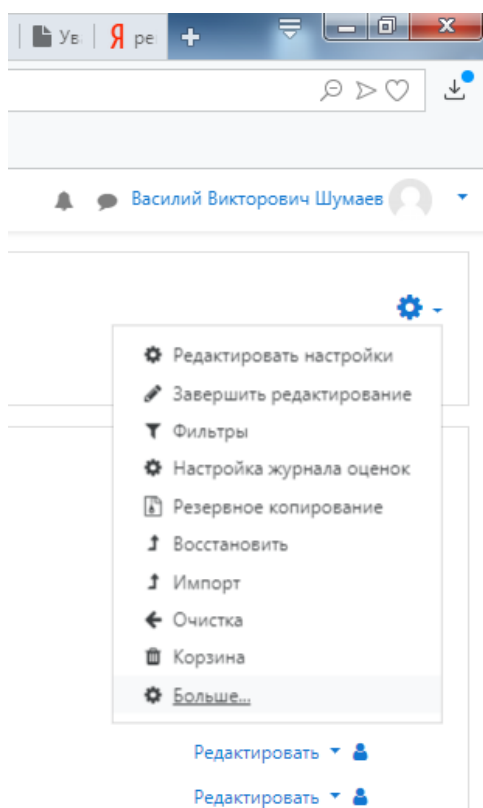 Ув
Я ре
Василий Викторович Шумаев
Редактировать настройки
Завершить редактирование
Фильтры
Настройка журнала оценок
Резервное копирование
Восстановить
Импорт
Очистка
Корзина
Больше...
Редактировать
Редактировать